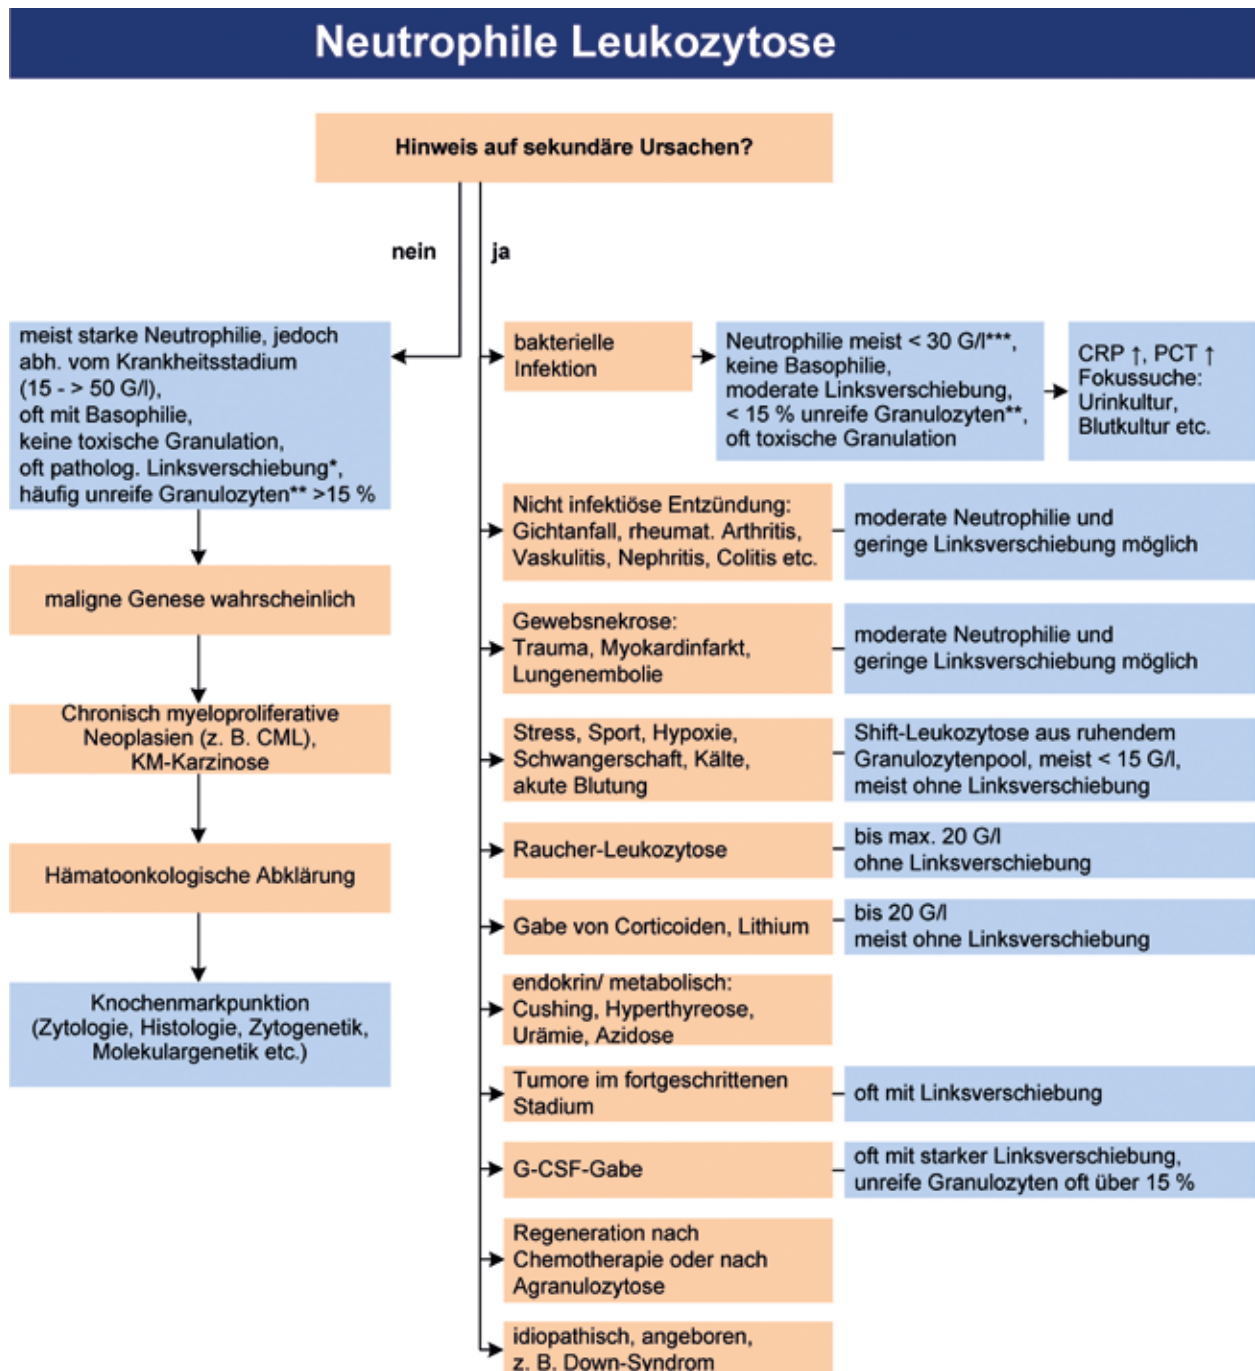 Neutrophile Leukozytose
Hinweis auf sekundäre Ursachen?
nein
ja
meist starke Neutrophilie, jedoch
abh. vom Krankheitsstadium
(15 - > 50 G/l),
oft mit Basophilie,
keine toxische Granulation,
oft patholog. Linksverschiebung*,
häufig unreife Granulozyten** >15 %
maligne Genese wahrscheinlich
Chronisch myeloproliferative
Neoplasien (z. B. CML),
KM-Karzinose
Hämatoonkologische Abklärung
Knochenmarkpunktion
(Zytologie, Histologie, Zytogenetik,
Molekulargenetik etc.)
bakterielle
Infektion
Neutrophilie meist < 30 G/l***,
keine Basophilie,
moderate Linksverschiebung,
< 15 % unreife Granulozyten**,
oft toxische Granulation
CRP ↑, PCT ↑
Fokussuche:
Urinkultur,
Blutkultur etc.
Nicht infektiöse Entzündung:
Gichtanfall, rheumat. Arthritis,
Vaskulitis, Nephritis, Colitis etc.
moderate Neutrophilie und
geringe Linksverschiebung möglich
Gewebsnekrose:
Trauma, Myokardinfarkt,
Lungenembolie
moderate Neutrophilie und
geringe Linksverschiebung möglich
Stress, Sport, Hypoxie,
Schwangerschaft, Kälte,
akute Blutung
Shift-Leukozytose aus ruhendem
Granulozytenpool, meist < 15 G/l,
meist ohne Linksverschiebung
Raucher-Leukozytose
bis max. 20 G/l
ohne Linksverschiebung
Gabe von Corticoiden, Lithium
bis 20 G/l
meist ohne Linksverschiebung
endokrin/ metabolisch:
Cushing, Hyperthyreose,
Urämie, Azidose
Tumore im fortgeschrittenen
Stadium
oft mit Linksverschiebung
G-CSF-Gabe
oft mit starker Linksverschiebung,
unreife Granulozyten oft über 15 %
Regeneration nach
Chemotherapie oder nach
Agranulozytose
idiopathisch, angeboren,
z. B. Down-Syndrom